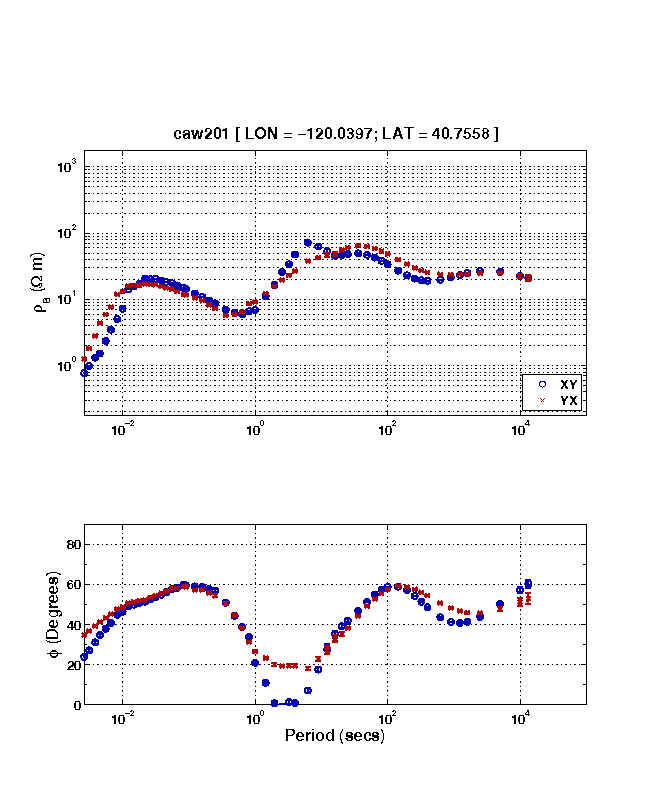 caw201 [ LON = −120.0397; LAT = 40.7558 ]
10³
10²
10¹
10⁰
ρa (Ω m)
XY
YX
10⁻² 10⁰ 10² 10⁴
80
60
40
20
0
ϕ (Degrees)
10⁻² 10⁰ 10² 10⁴
Period (secs)